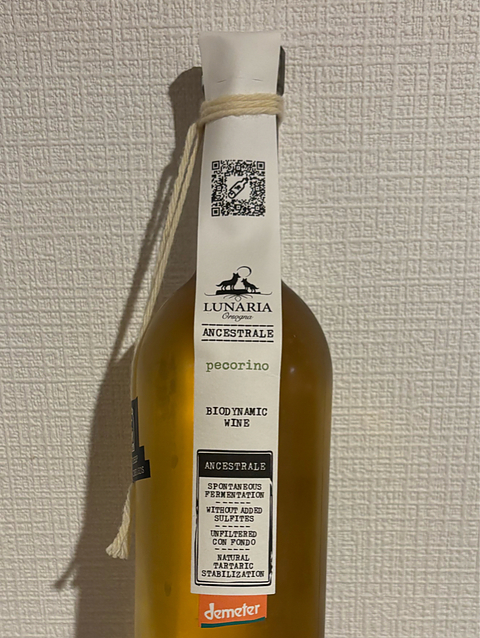 LUNARIA
Orsogna
ANCESTRALE
pecorino
BIODYNAMIC
WINE
ANCESTRALE
SPONTANEOUS
FERMENTATION
WITHOUT ADDED
SULFITES
UNFILTERED
CON FONDO
NATURAL
TARTARIC
STABILIZATION
demeter